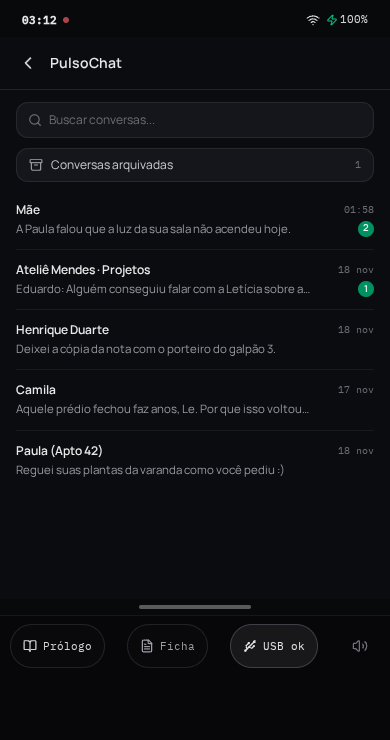 03:12
100%
PulsoChat
Buscar conversas...
Conversas arquivadas 1
Mãe 01:58
A Paula falou que a luz da sua sala não acendeu hoje. 2
Ateliê Mendes · Projetos 18 nov
Eduardo: Alguém conseguiu falar com a Letícia sobre a... 1
Henrique Duarte 18 nov
Deixei a cópia da nota com o porteiro do galpão 3.
Camila 17 nov
Aquele prédio fechou faz anos, Le. Por que isso voltou...
Paula (Apto 42) 18 nov
Reguei suas plantas da varanda como você pediu :)
Prólogo Ficha USB ok